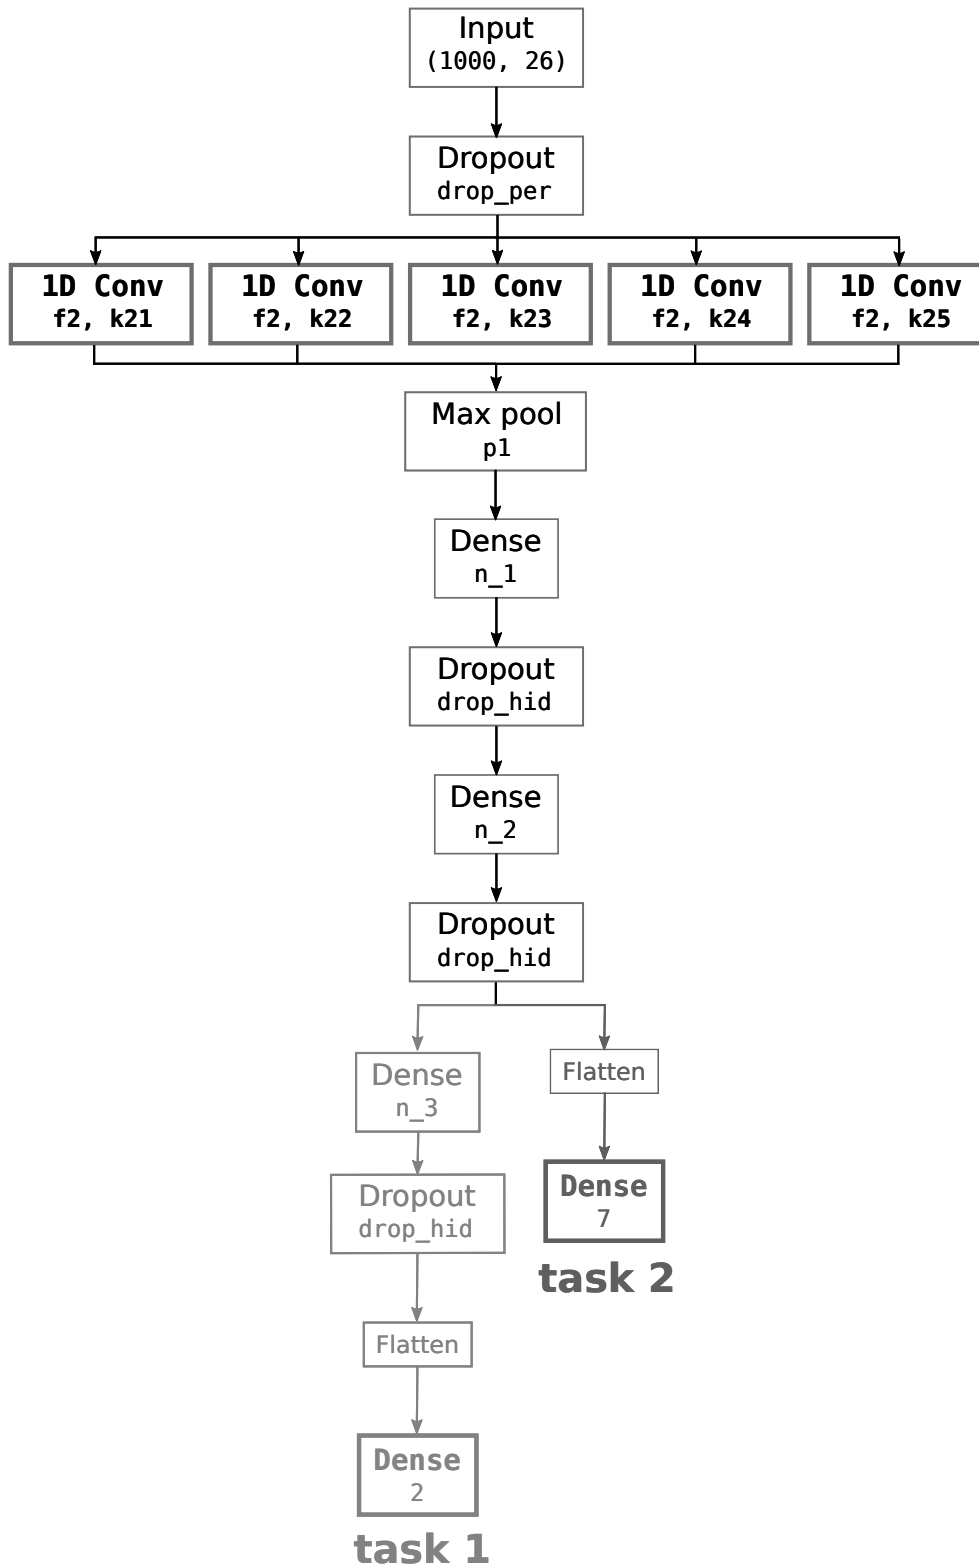 Input
(1000, 26)
Dropout
drop_per
1D Conv
f2, k21
1D Conv
f2, k22
1D Conv
f2, k23
1D Conv
f2, k24
1D Conv
f2, k25
Max pool
p1
Dense
n_1
Dropout
drop_hid
Dense
n_2
Dropout
drop_hid
Dense
n_3
Dropout
drop_hid
Flatten
Dense
2
task 1
Flatten
Dense
7
task 2